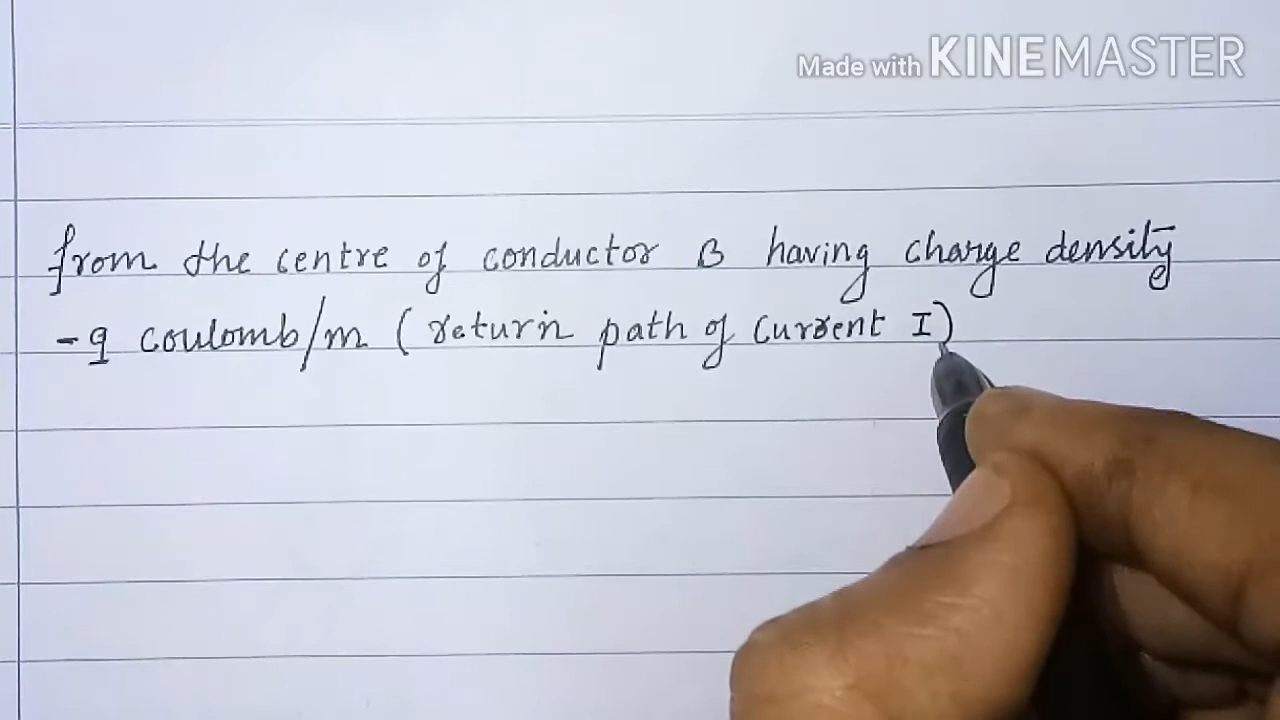 Made with KINEMASTER
from the centre of conductor B having charge density
-q coulomb/m (return path of current I)